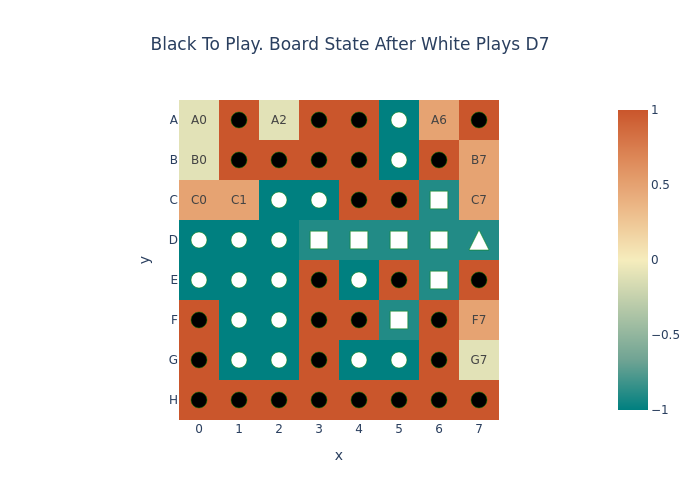 Black To Play. Board State After White Plays D7
A A0 A2 A6
B B0 B7
C C0 C1 C7
D
E
F F7
G G7
H
0 1 2 3 4 5 6 7
x
y
1
0.5
0
−0.5
−1